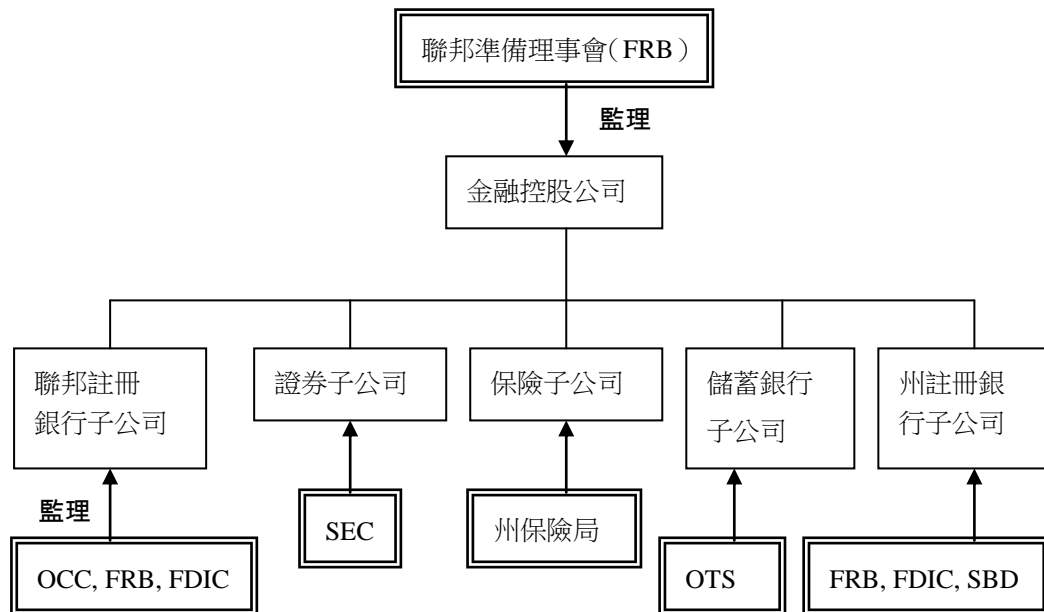 聯邦準備理事會(FRB)
監理
金融控股公司
聯邦註冊
銀行子公司
證券子公司
保險子公司
儲蓄銀行
子公司
州註冊銀
行子公司
監理
OCC, FRB, FDIC
SEC
州保險局
OTS
FRB, FDIC, SBD